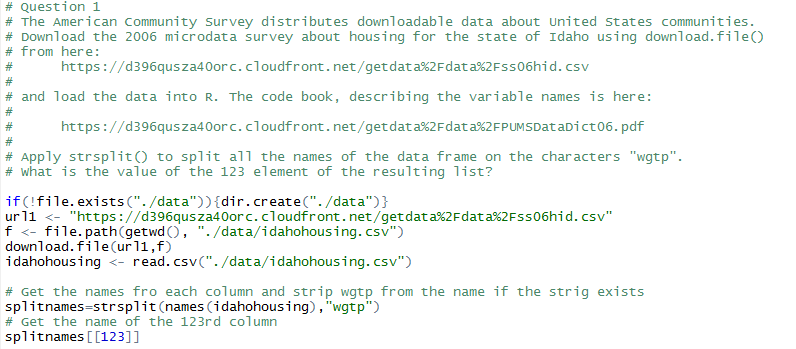 # Question 1
# The American Community Survey distributes downloadable data about United States communities.
# Download the 2006 microdata survey about housing for the state of Idaho using download.file()
# from here:
#     https://d396qusza40orc.cloudfront.net/getdata%2Fdata%2Fss06hid.csv
#
# and load the data into R. The code book, describing the variable names is here:
#
#     https://d396qusza40orc.cloudfront.net/getdata%2Fdata%2FPUMSDataDict06.pdf
#
# Apply strsplit() to split all the names of the data frame on the characters "wgtp".
# What is the value of the 123 element of the resulting list?
if(!file.exists("./data")){dir.create("./data")}
url1 <- "https://d396qusza40orc.cloudfront.net/getdata%2Fdata%2Fss06hid.csv"
f <- file.path(getwd(), "./data/idahohousing.csv")
download.file(url1,f)
idahohousing <- read.csv("./data/idahohousing.csv")
# Get the names fro each column and strip wgtp from the name if the strig exists
splitnames=strsplit(names(idahohousing),"wgtp")
# Get the name of the 123rd column
splitnames[[123]]